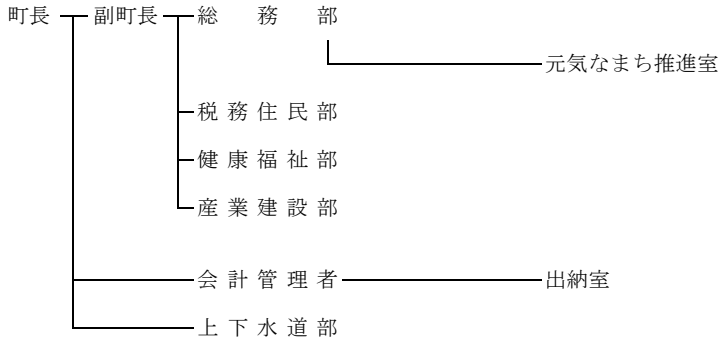 町長 副町長 総務部
元気なまち推進室
税務住民部
健康福祉部
産業建設部
会計管理者 出納室
上下水道部